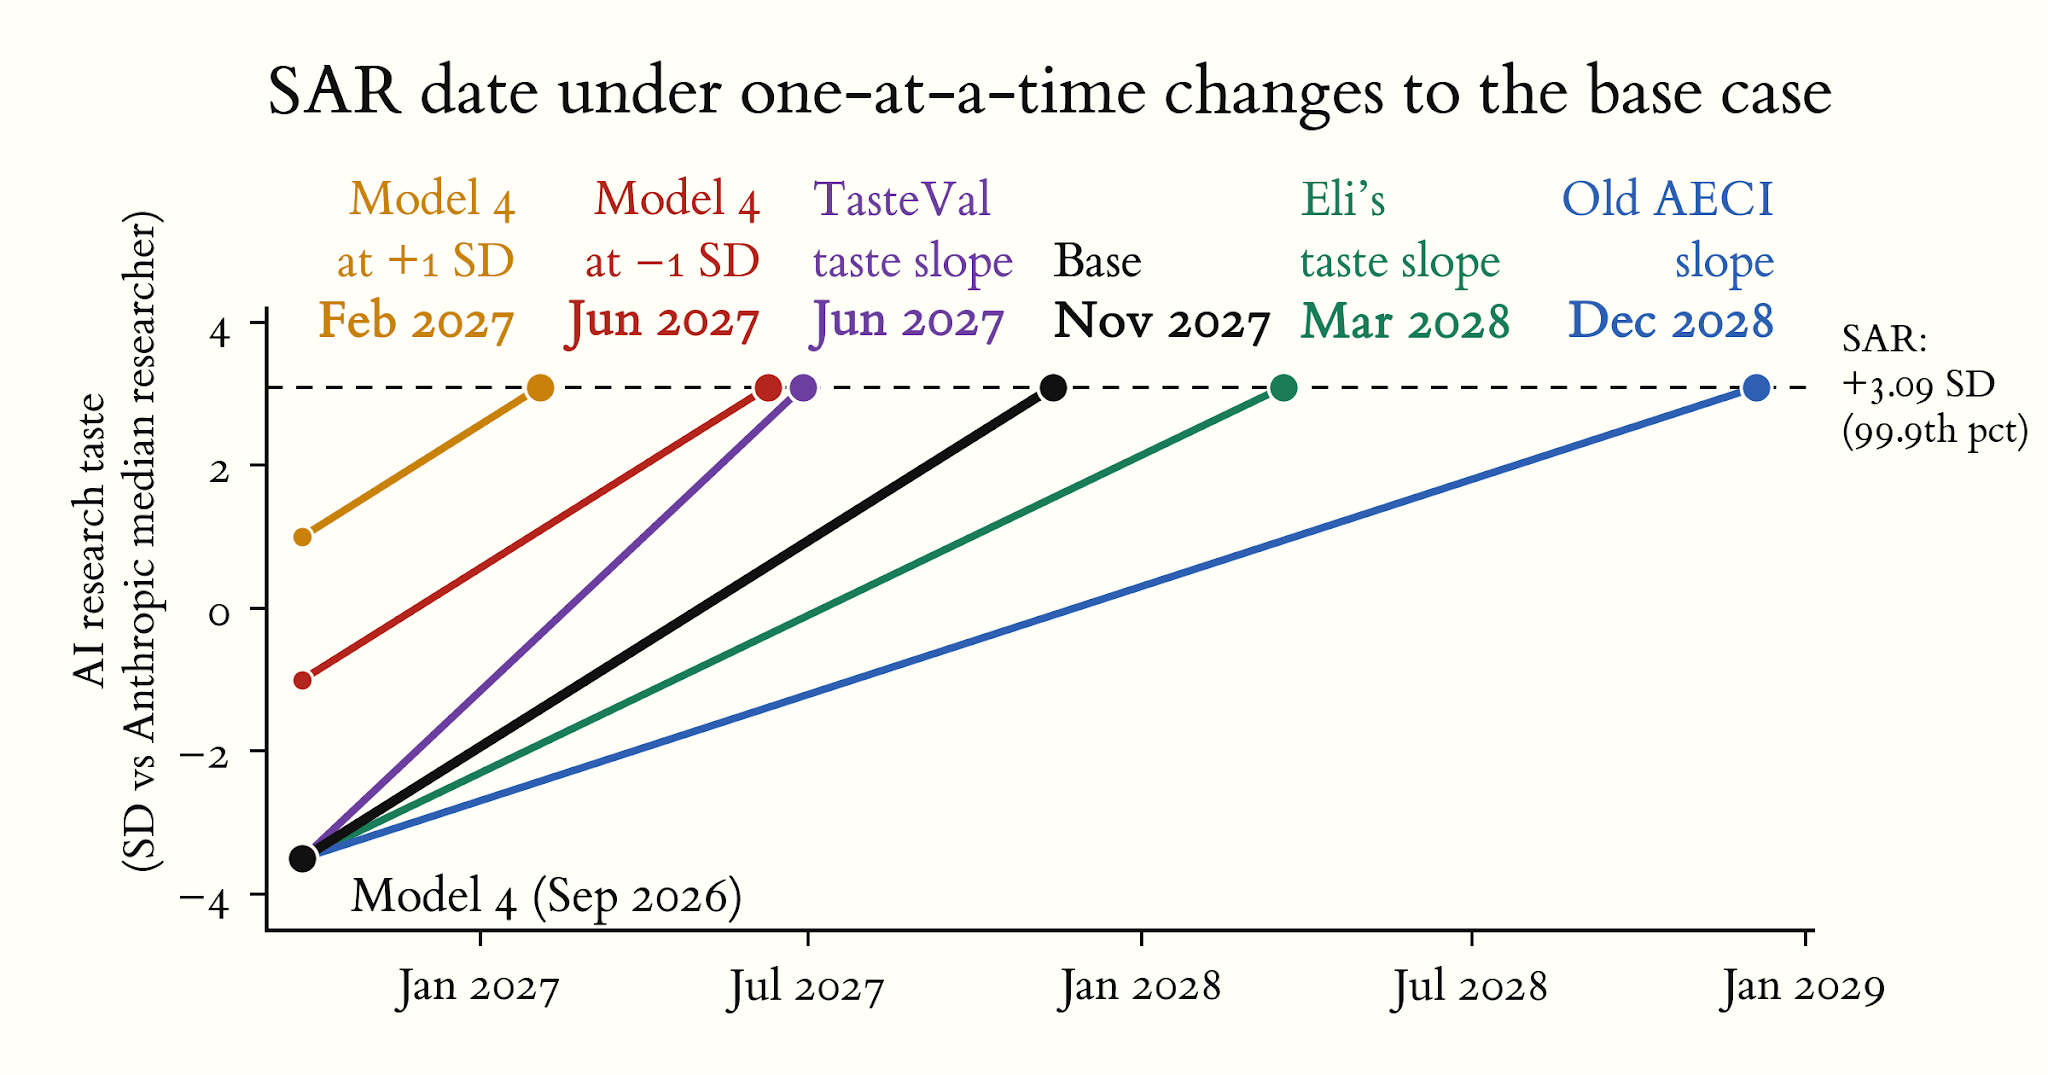 SAR date under one-at-a-time changes to the base case
Model 4
at +1 SD
Feb 2027
Model 4
at −1 SD
Jun 2027
TasteVal
taste slope
Jun 2027
Base
Nov 2027
Eli’s
taste slope
Mar 2028
Old AECI
slope
Dec 2028
SAR:
+3.09 SD
(99.9th pct)
AI research taste
(SD vs Anthropic median researcher)
4
2
0
−2
−4
Model 4 (Sep 2026)
Jan 2027
Jul 2027
Jan 2028
Jul 2028
Jan 2029